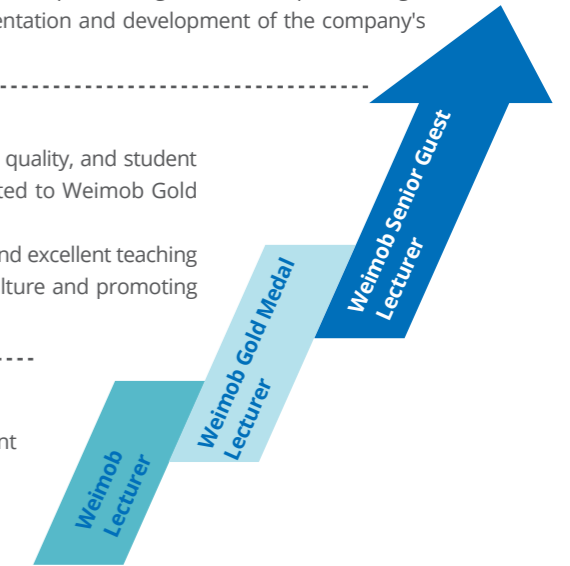 entation and development of the company's
quality, and student
ted to Weimob Gold
nd excellent teaching
lture and promoting
nt
Weimob Senior Guest
Lecturer
Weimob Gold Medal
Lecturer
Weimob
Lecturer